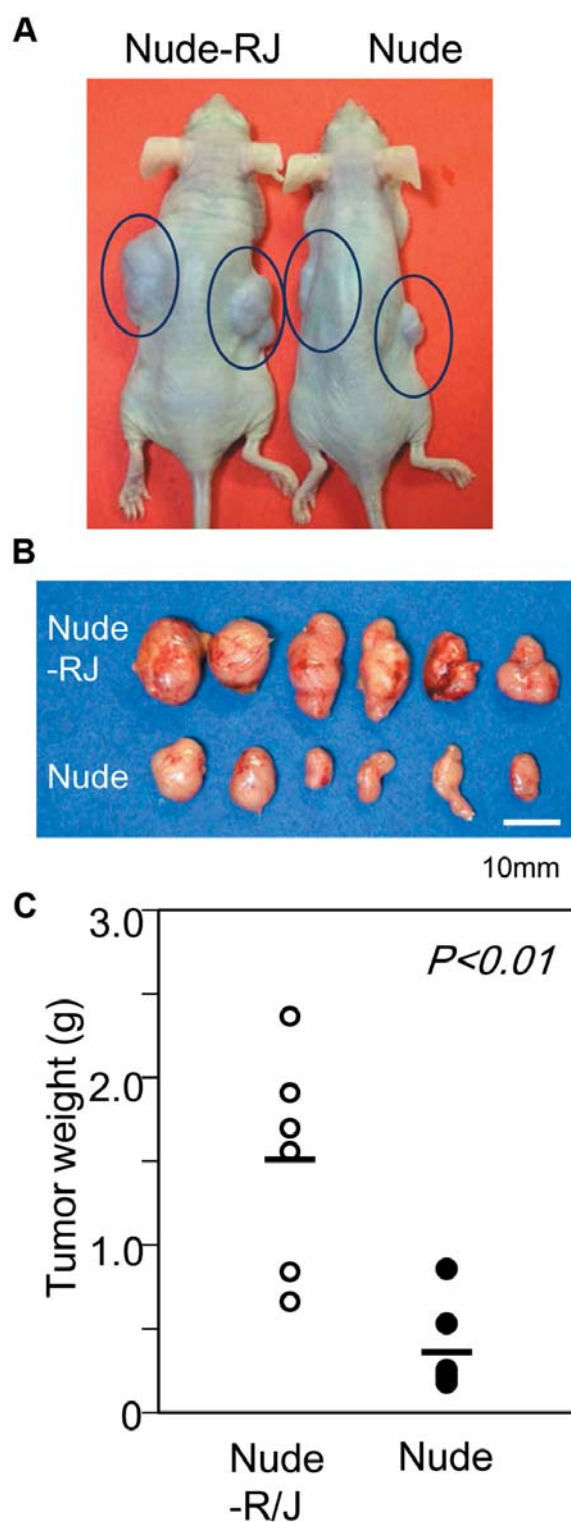 A
Nude-RJ Nude
B
Nude
-RJ
Nude
10mm
C
3.0
P<0.01
2.0
Tumor weight (g)
1.0
0
Nude Nude
-R/J